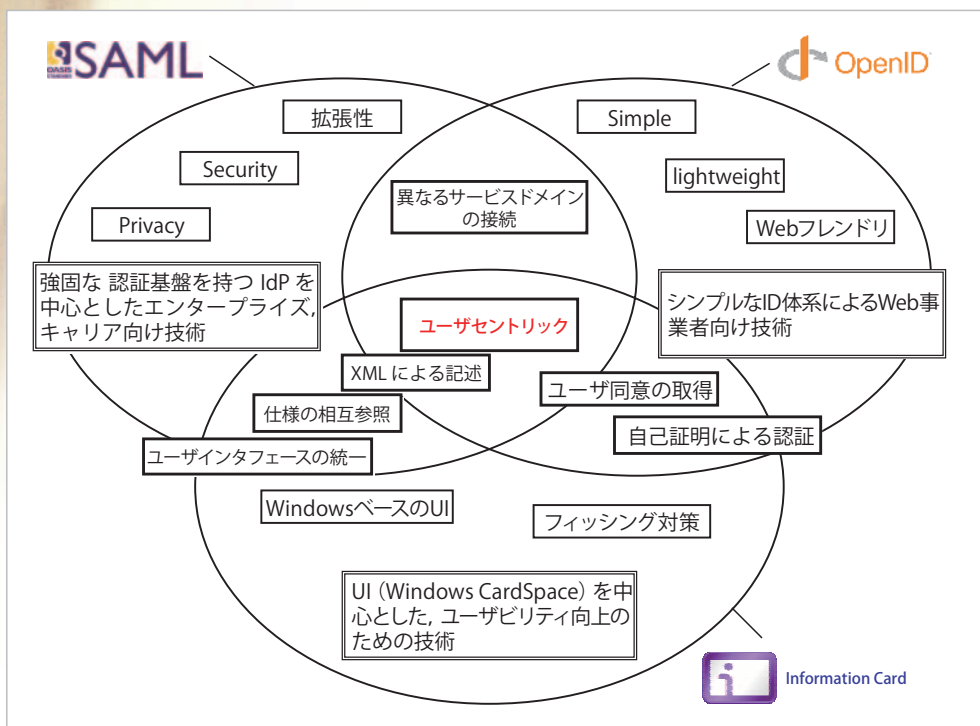 OASIS
STANDARD
SAML
OpenID
拡張性
Simple
Security
lightweight
Privacy
異なるサービスドメイン
の接続
Webフレンドリ
強固な 認証基盤を持つ IdP を
中心としたエンタープライズ,
キャリア向け技術
シンプルなID体系によるWeb事
業者向け技術
ユーザセントリック
XML による記述
ユーザ同意の取得
仕様の相互参照
自己証明による認証
ユーザインタフェースの統一
WindowsベースのUI
フィッシング対策
UI（Windows CardSpace）を中
心とした, ユーザビリティ向上の
ための技術
i
Information Card